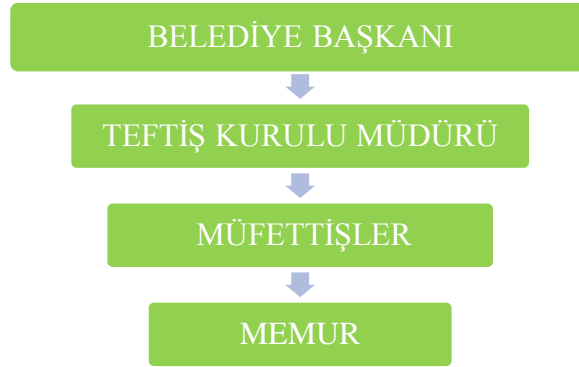 BELEDİYE BAŞKANI
TEFTİŞ KURULU MÜDÜRÜ
MÜFETTİŞLER
MEMUR